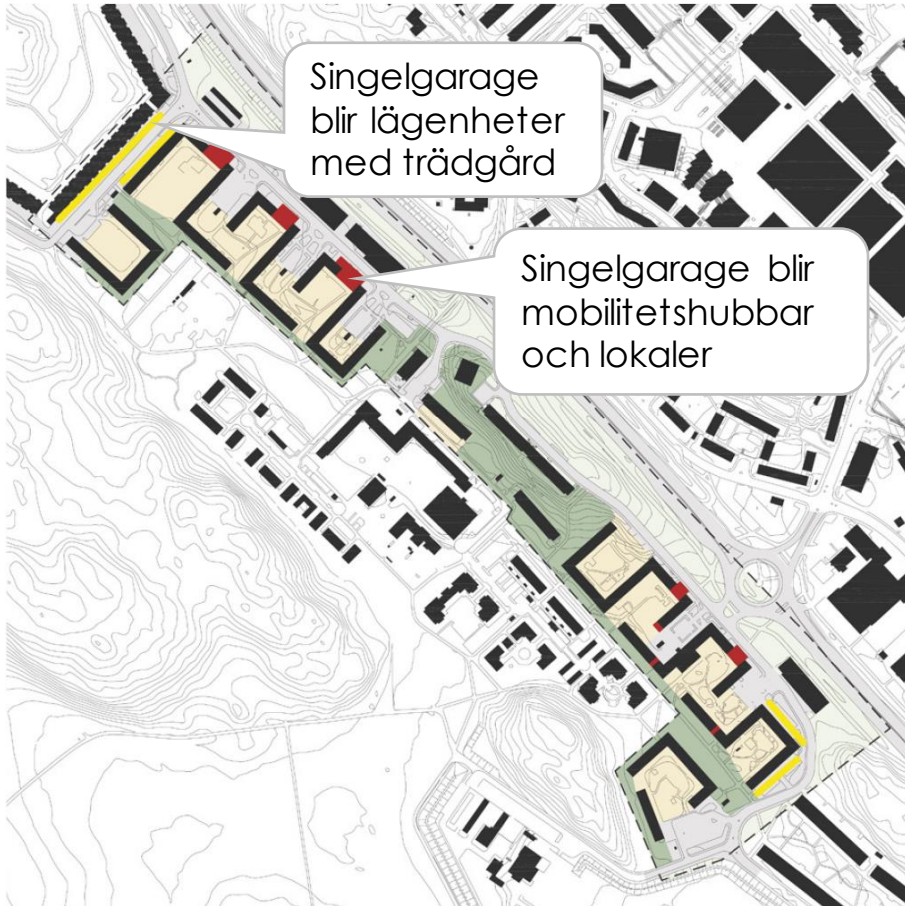 Singelgarage
blir lägenheter
med trädgård
Singelgarage blir
mobilitetshubbar
och lokaler